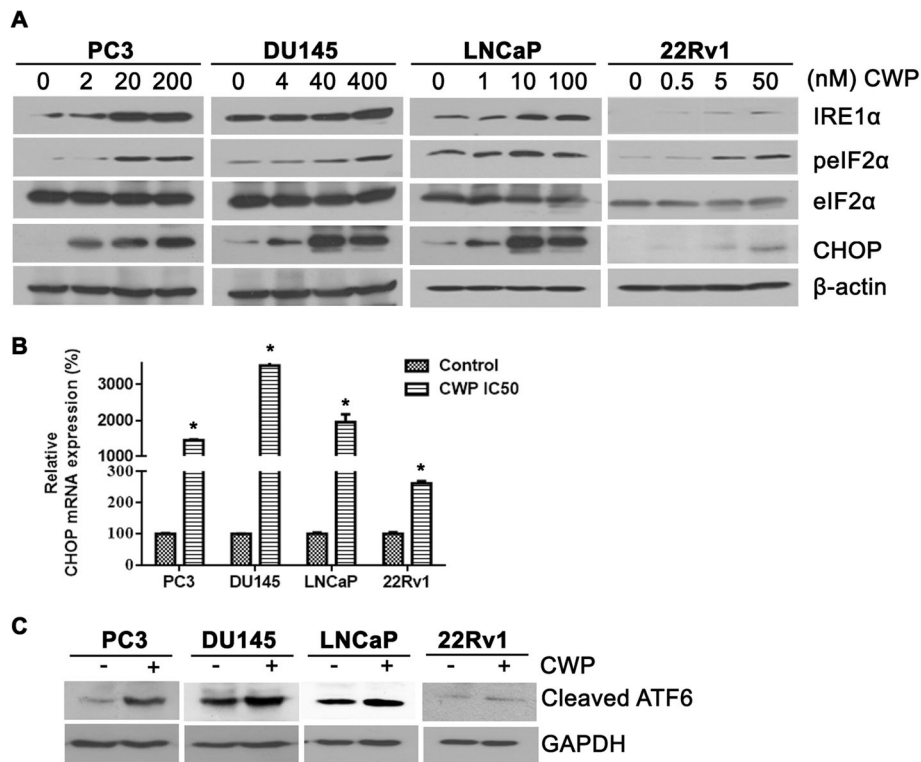 A
PC3 DU145 LNCaP 22Rv1
0 2 20 200 0 4 40 400 0 1 10 100 0 0.5 5 50 (nM) CWP
IRE1α
peIF2α
eIF2α
CHOP
β-actin
B
Relative
CHOP mRNA expression (%)
3000
2000
1000
300
200
100
0
* * * *
Control
CWP IC50
PC3 DU145 LNCaP 22Rv1
C
PC3 DU145 LNCaP 22Rv1
- + - + - + - + CWP
Cleaved ATF6
GAPDH